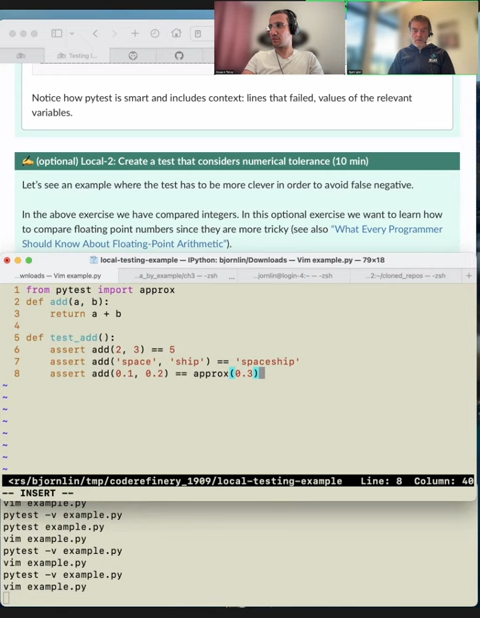 Testing l...
Notice how pytest is smart and includes context: lines that failed, values of the relevant
variables.
✍ (optional) Local-2: Create a test that considers numerical tolerance (10 min)
Let's see an example where the test has to be more clever in order to avoid false negative.
In the above exercise we have compared integers. In this optional exercise we want to learn how
to compare floating point numbers since they are more tricky (see also "What Every Programmer
Should Know About Floating-Point Arithmetic").
local-testing-example — IPython: bjornlin/Downloads — Vim example.py — 79×18
...wnloads — Vim example.py ...a_by_example/ch3 — -zsh ... ...jornlin@login-4:~ — -zsh ...2:~/cloned_repos — -zsh +
1 from pytest import approx
2 def add(a, b):
3     return a + b
4
5 def test_add():
6     assert add(2, 3) == 5
7     assert add('space', 'ship') == 'spaceship'
8     assert add(0.1, 0.2) == approx(0.3)
~
~
~
~
~
~
~
~
<rs/bjornlin/tmp/coderefinery_1909/local-testing-example Line: 8 Column: 40
-- INSERT --
vim example.py
pytest -v example.py
pytest example.py
vim example.py
pytest -v example.py
vim example.py
pytest -v example.py
vim example.py